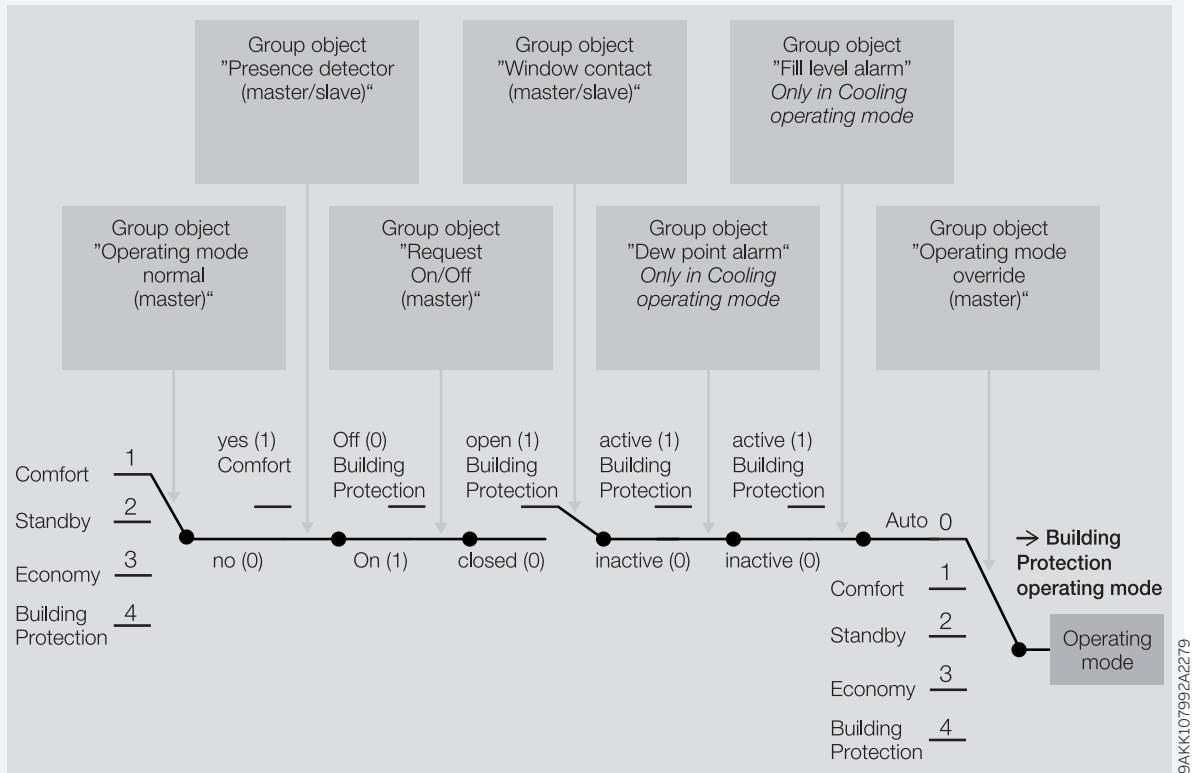 Group object
”Presence detector
(master/slave)“
Group object
”Window contact
(master/slave)“
Group object
”Fill level alarm”
Only in Cooling
operating mode
Group object
”Operating mode
normal
(master)“
Group object
”Request
On/Off
(master)“
Group object
”Dew point alarm“
Only in Cooling
operating mode
Group object
”Operating mode
override
(master)“
yes (1)
Comfort
Off (0)
Building
Protection
open (1)
Building
Protection
active (1)
Building
Protection
active (1)
Building
Protection
Comfort 1
Standby 2
Economy 3
Building
Protection 4
no (0)
On (1)
closed (0)
inactive (0)
inactive (0)
Auto 0
Comfort 1
Standby 2
Economy 3
Building
Protection 4
→ Building
Protection
operating mode
Operating
mode
9AKK107992A2279